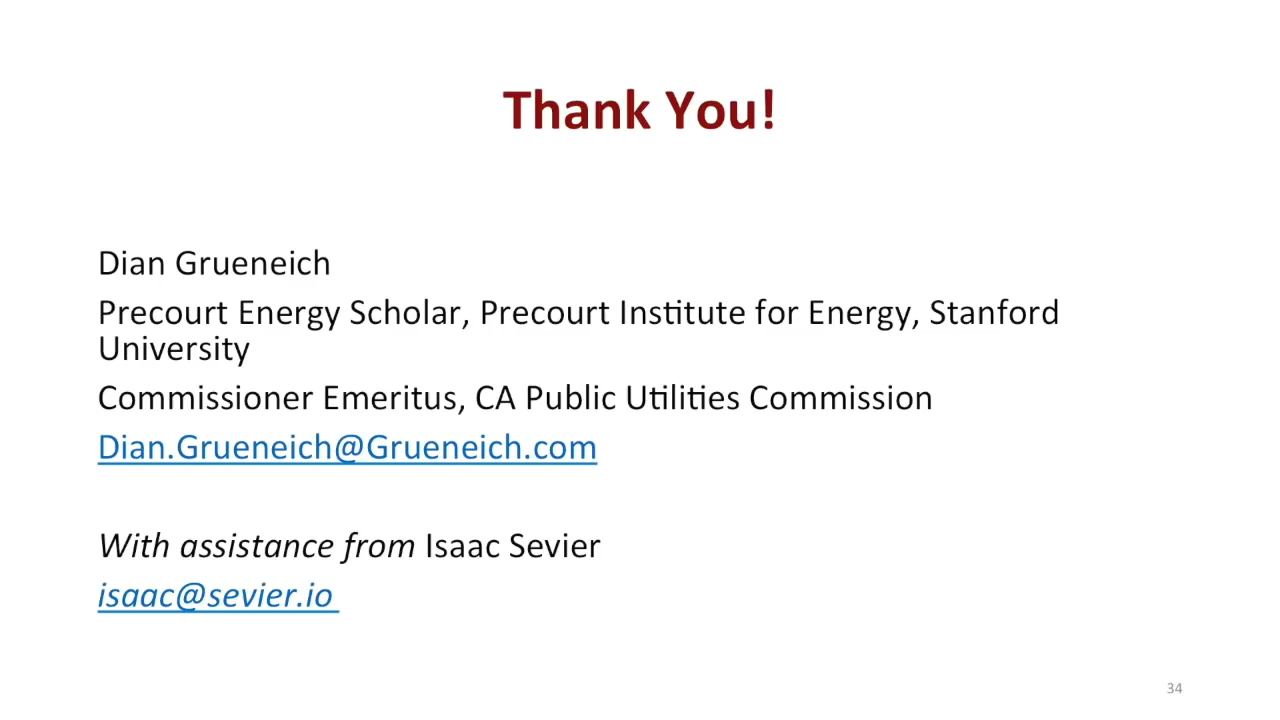 Thank You!
Dian Grueneich
Precourt Energy Scholar, Precourt Institute for Energy, Stanford
University
Commissioner Emeritus, CA Public Utilities Commission
Dian.Grueneich@Grueneich.com
With assistance from Isaac Sevier
isaac@sevier.io
34